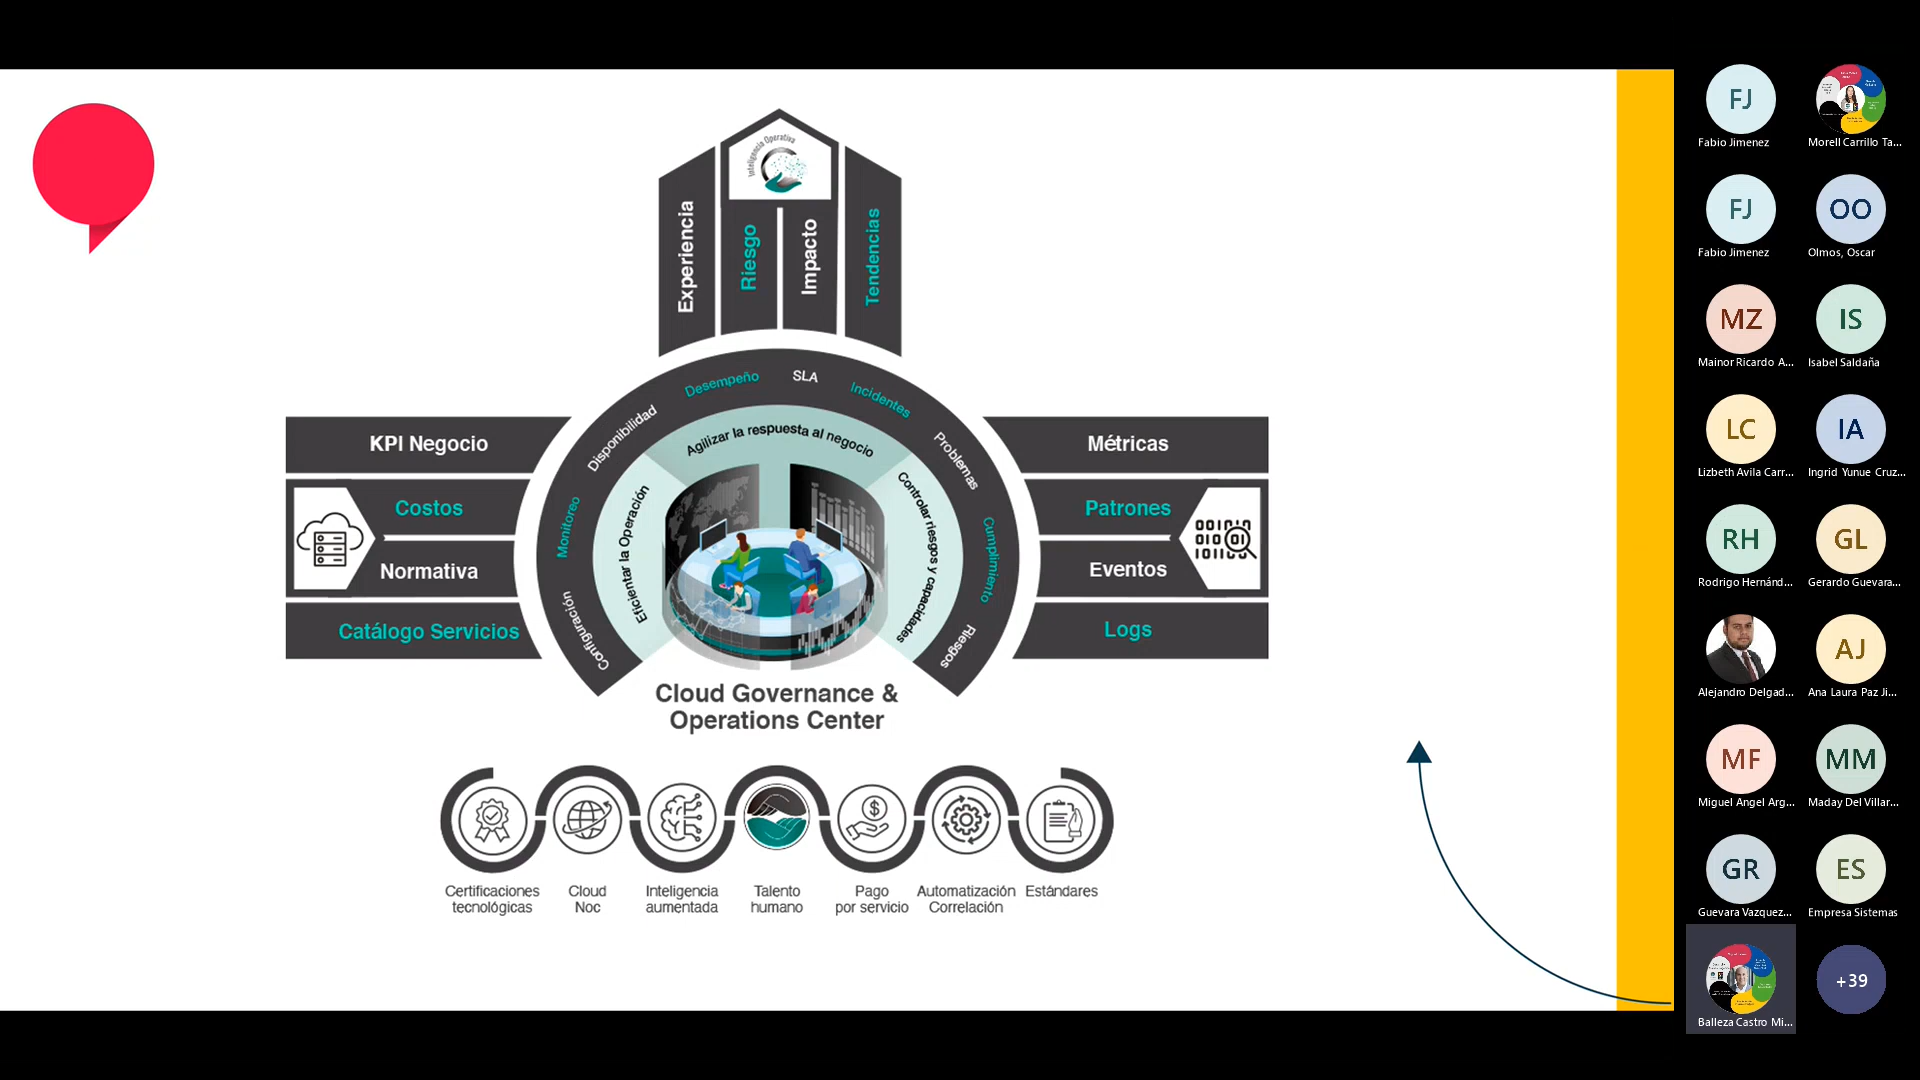 Inteligencia Operativa
Experiencia
Riesgo
Impacto
Tendencias
KPI Negocio
Costos
Normativa
Catálogo Servicios
Configuración
Monitoreo
Disponibilidad
Desempeño
SLA
Incidentes
Problemas
Cumplimiento
Riesgos
Eficientar la Operación
Agilizar la respuesta al negocio
Controlar riesgos y capacidades
Métricas
Patrones
Eventos
Logs
Cloud Governance &
Operations Center
Certificaciones
tecnológicas
Cloud
Noc
Inteligencia
aumentada
Talento
humano
Pago
por servicio
Automatización
Correlación
Estándares
FJ
Fabio Jimenez
Morell Carrillo Ta...
FJ
Fabio Jimenez
OO
Olmos, Oscar
MZ
Mainor Ricardo A...
IS
Isabel Saldaña
LC
Lizbeth Avila Carr...
IA
Ingrid Yunue Cruz...
RH
Rodrigo Hernánd...
GL
Gerardo Guevara...
Alejandro Delgad...
AJ
Ana Laura Paz Ji...
MF
Miguel Angel Arg...
MM
Maday Del Villar...
GR
Guevara Vazquez...
ES
Empresa Sistemas
Balleza Castro Mi...
+39